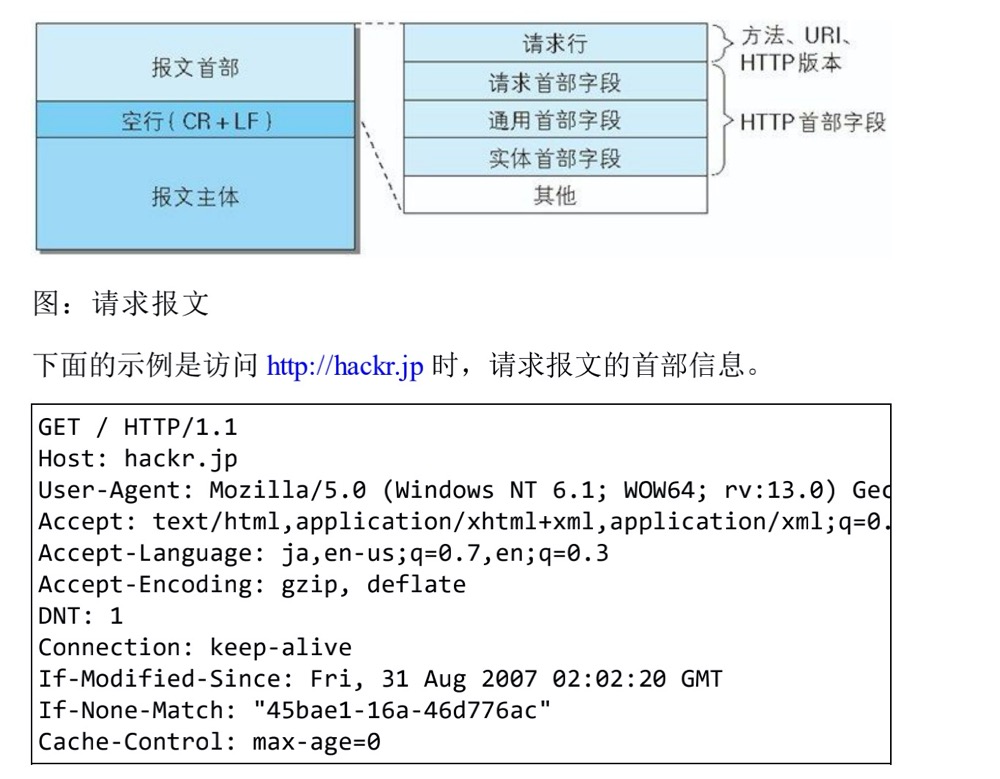 报文首部
空行(CR+LF)
报文主体
请求行
请求首部字段
通用首部字段
实体首部字段
其他
方法、URI、
HTTP版本
HTTP首部字段
图：请求报文
下面的示例是访问 http://hackr.jp 时，请求报文的首部信息。
GET / HTTP/1.1
Host: hackr.jp
User-Agent: Mozilla/5.0 (Windows NT 6.1; WOW64; rv:13.0)
Accept: text/html,application/xhtml+xml,application/xml;q=0.
Accept-Language: ja,en-us;q=0.7,en;q=0.3
Accept-Encoding: gzip, deflate
DNT: 1
Connection: keep-alive
If-Modified-Since: Fri, 31 Aug 2007 02:02:20 GMT
If-None-Match: "45bae1-16a-46d776ac"
Cache-Control: max-age=0